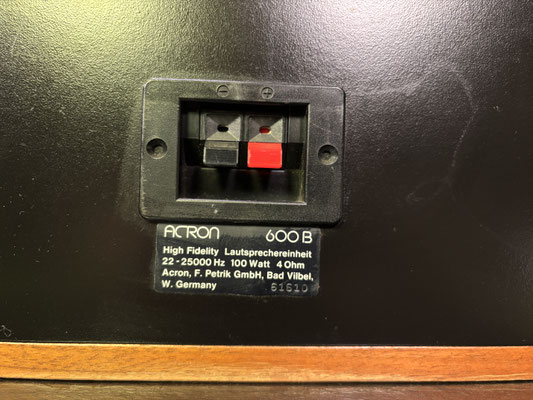 − +
ACRON 600 B
High Fidelity Lautsprechereinheit
22 - 25000 Hz 100 Watt 4 Ohm
Acron, F. Petrik GmbH, Bad Vilbel,
W. Germany 61610